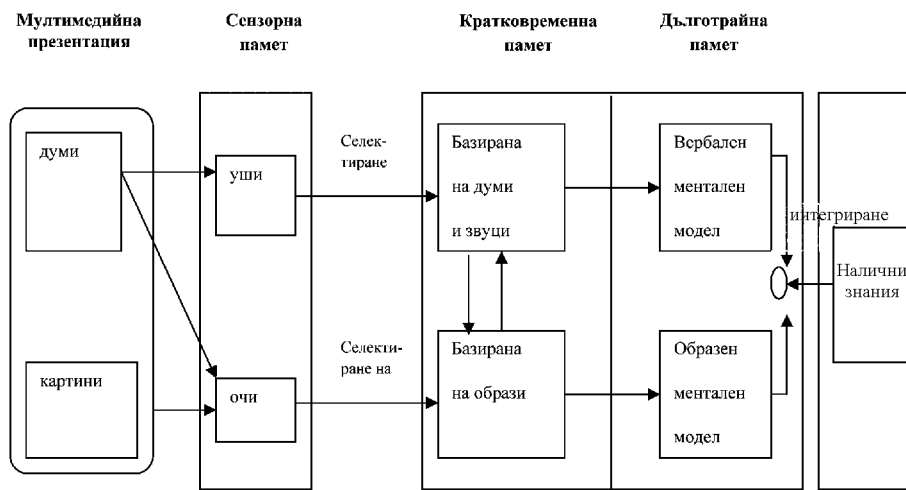 Мултимедийна
презентация
Сензорна
памет
Кратковременна
памет
Дълготрайна
памет
думи
картини
уши
очи
Селек-
тиране
Селекти-
ране на
Базирана
на думи
и звуци
Базирана
на образи
Вербален
ментален
модел
Образен
ментален
модел
интегриране
Налични
знания